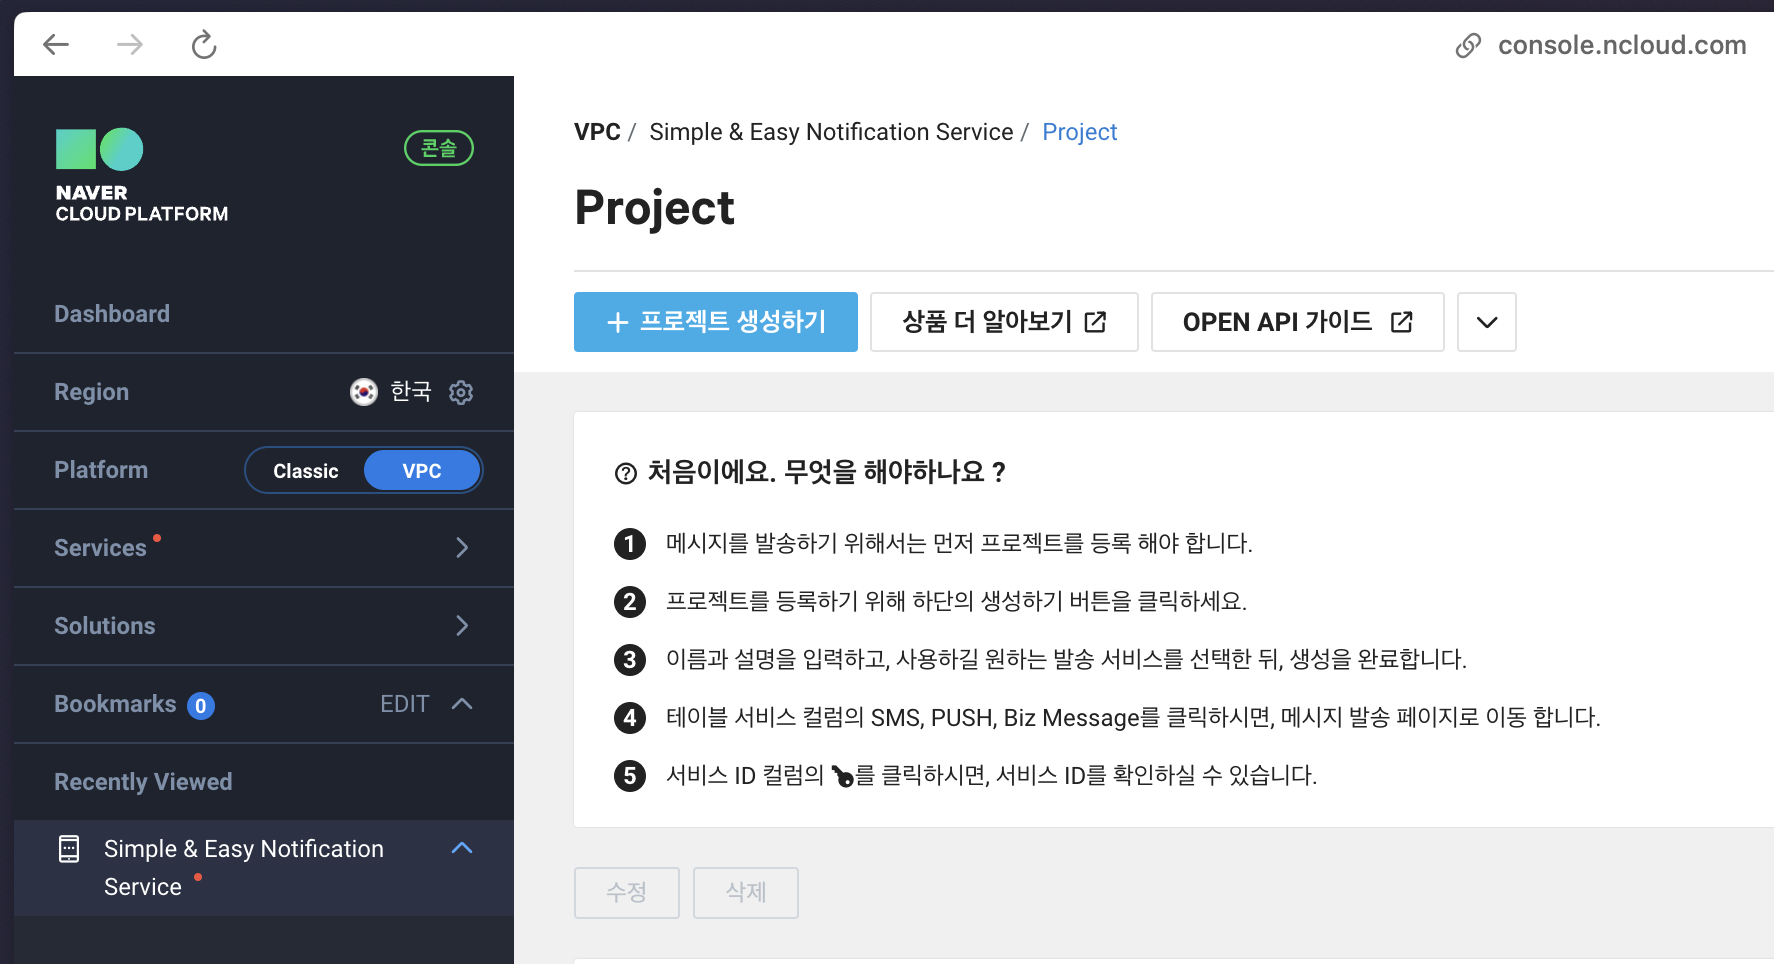 console.ncloud.com
NAVER
CLOUD PLATFORM
콘솔
Dashboard
Region 한국
Platform Classic VPC
Services
Solutions
Bookmarks 0 EDIT
Recently Viewed
Simple & Easy Notification
Service
VPC / Simple & Easy Notification Service / Project
Project
+ 프로젝트 생성하기 상품 더 알아보기 OPEN API 가이드
? 처음이에요. 무엇을 해야하나요 ?
1 메시지를 발송하기 위해서는 먼저 프로젝트를 등록 해야 합니다.
2 프로젝트를 등록하기 위해 하단의 생성하기 버튼을 클릭하세요.
3 이름과 설명을 입력하고, 사용하길 원하는 발송 서비스를 선택한 뒤, 생성을 완료합니다.
4 테이블 서비스 컬럼의 SMS, PUSH, Biz Message를 클릭하시면, 메시지 발송 페이지로 이동 합니다.
5 서비스 ID 컬럼의 를 클릭하시면, 서비스 ID를 확인하실 수 있습니다.
수정 삭제